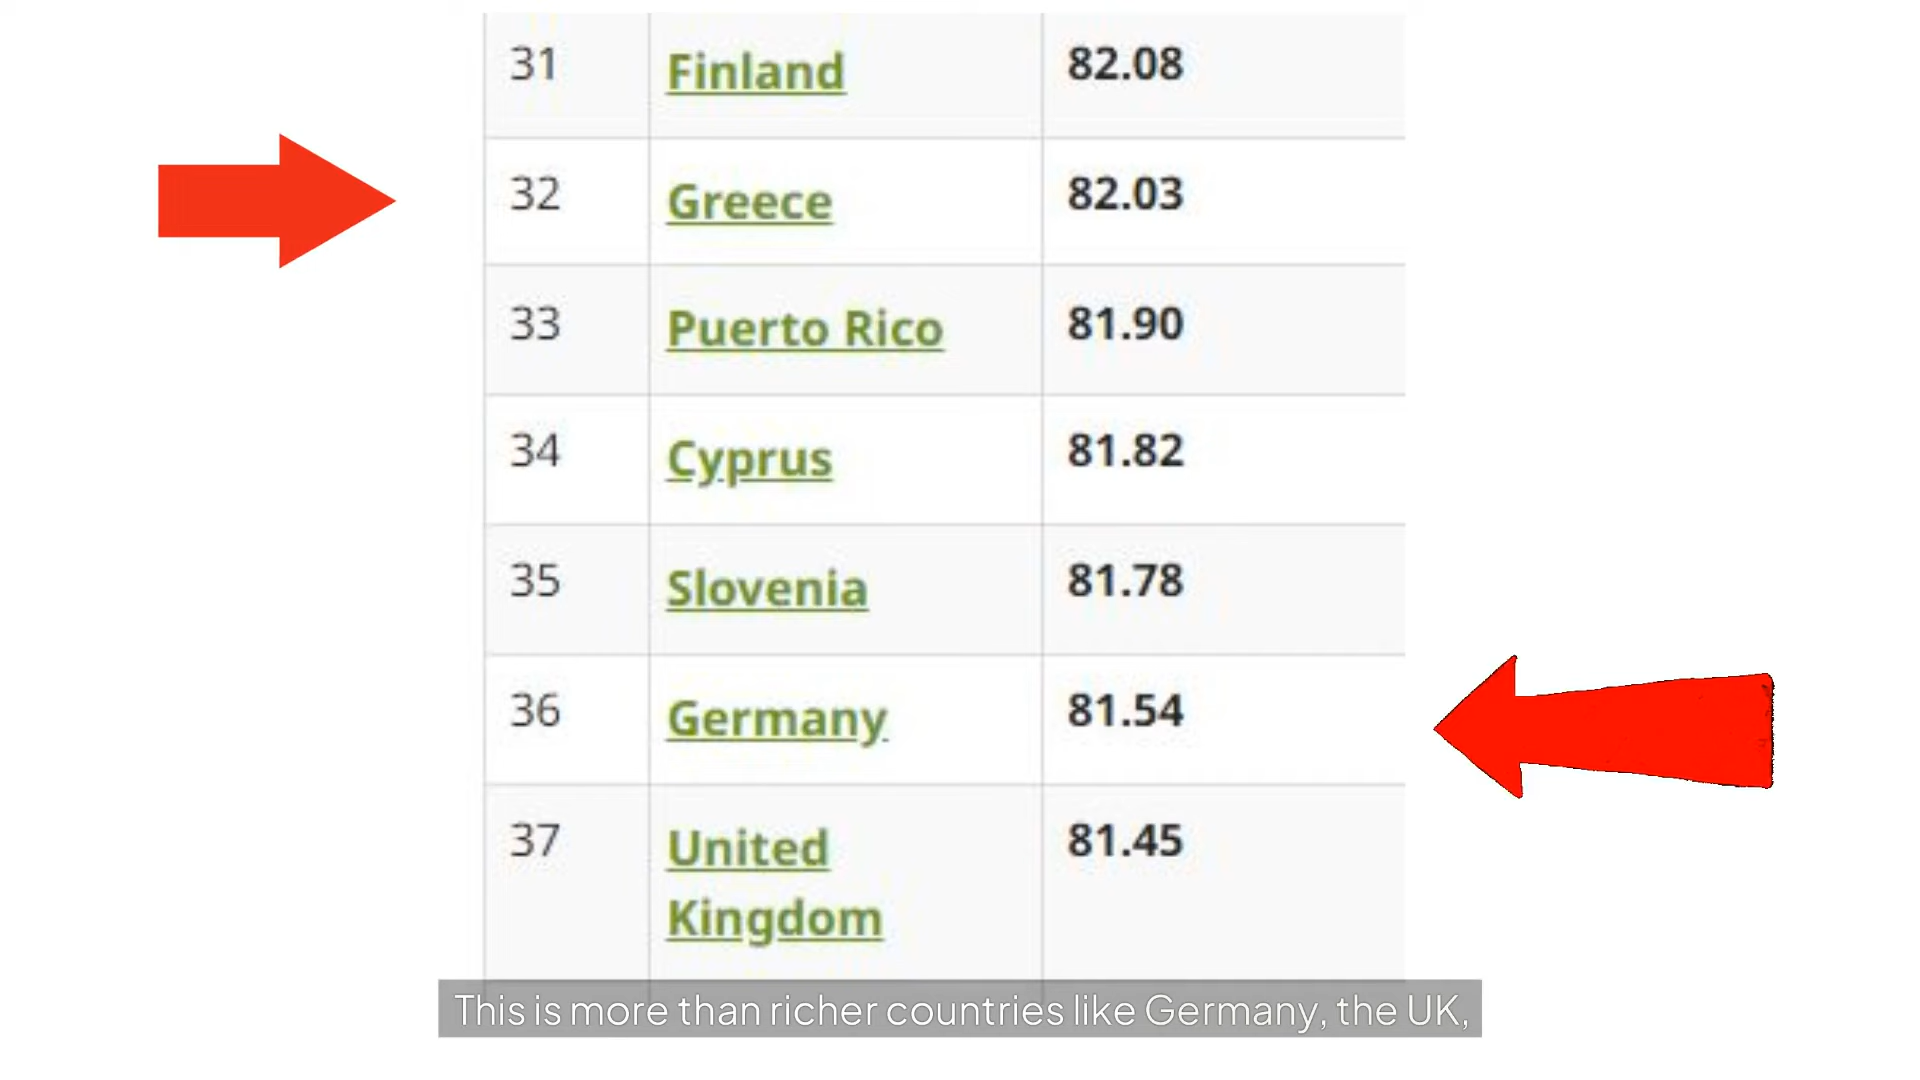 31 Finland 82.08
32 Greece 82.03
33 Puerto Rico 81.90
34 Cyprus 81.82
35 Slovenia 81.78
36 Germany 81.54
37 United 81.45
Kingdom
This is more than richer countries like Germany, the UK,